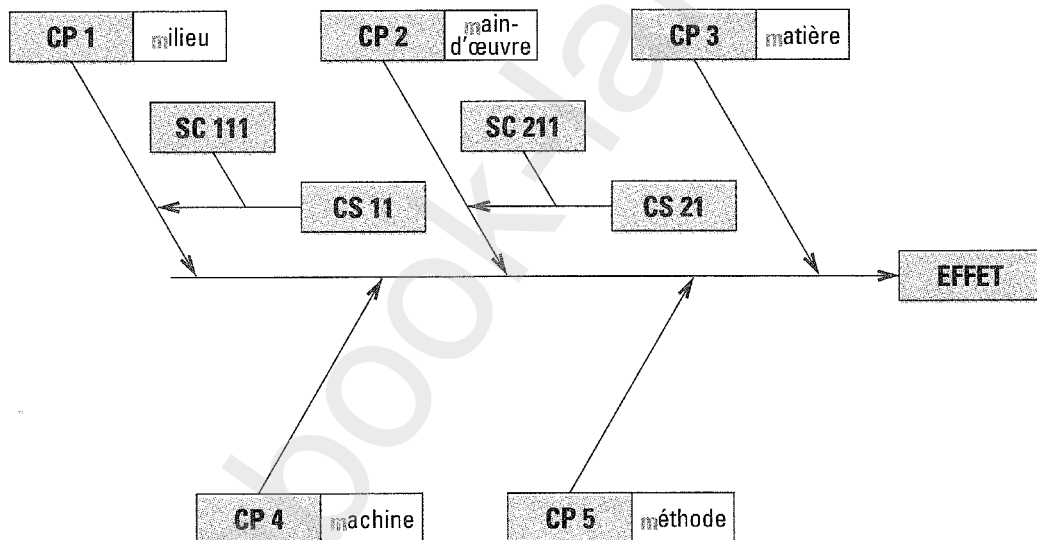 CP 1 milieu
CP 2 main-
d'œuvre
CP 3 matière
SC 111
SC 211
CS 11
CS 21
EFFET
CP 4 machine
CP 5 méthode